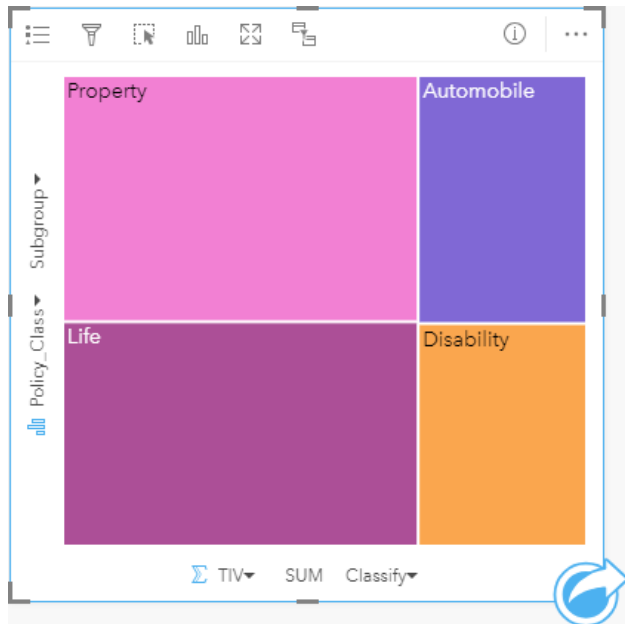 Property
Automobile
Life
Disability
Subgroup
Policy_Class
Σ TIV SUM Classify